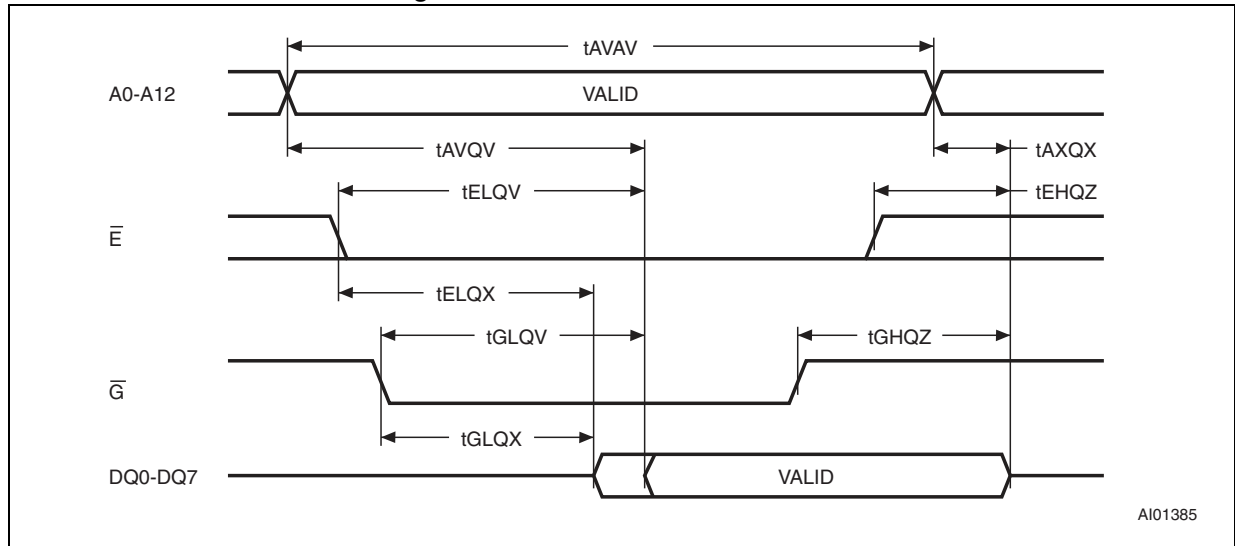 tAVAV
A0-A12
VALID
tAVQV
tAXQX
tELQV
tEHQZ
E̅
tELQX
tGLQV
tGHQZ
G̅
tGLQX
DQ0-DQ7
VALID
AI01385